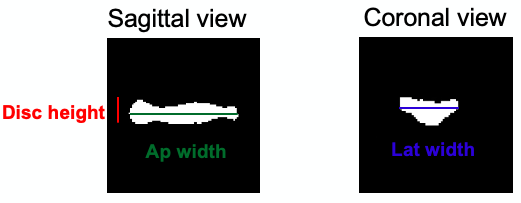 Sagittal view
Coronal view
Disc height
Ap width
Lat width